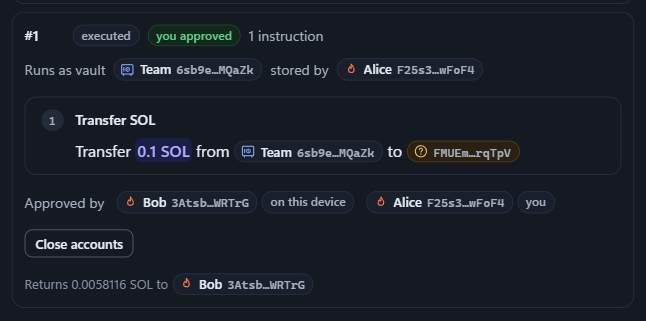 #1 executed you approved 1 instruction
Runs as vault Team 6sb9e…MQaZk stored by Alice F25s3…wFoF4
1 Transfer SOL
Transfer 0.1 SOL from Team 6sb9e…MQaZk to FMUEm…rqTpV
Approved by Bob 3Atsb…WRTrG on this device Alice F25s3…wFoF4 you
Close accounts
Returns 0.0058116 SOL to Bob 3Atsb…WRTrG